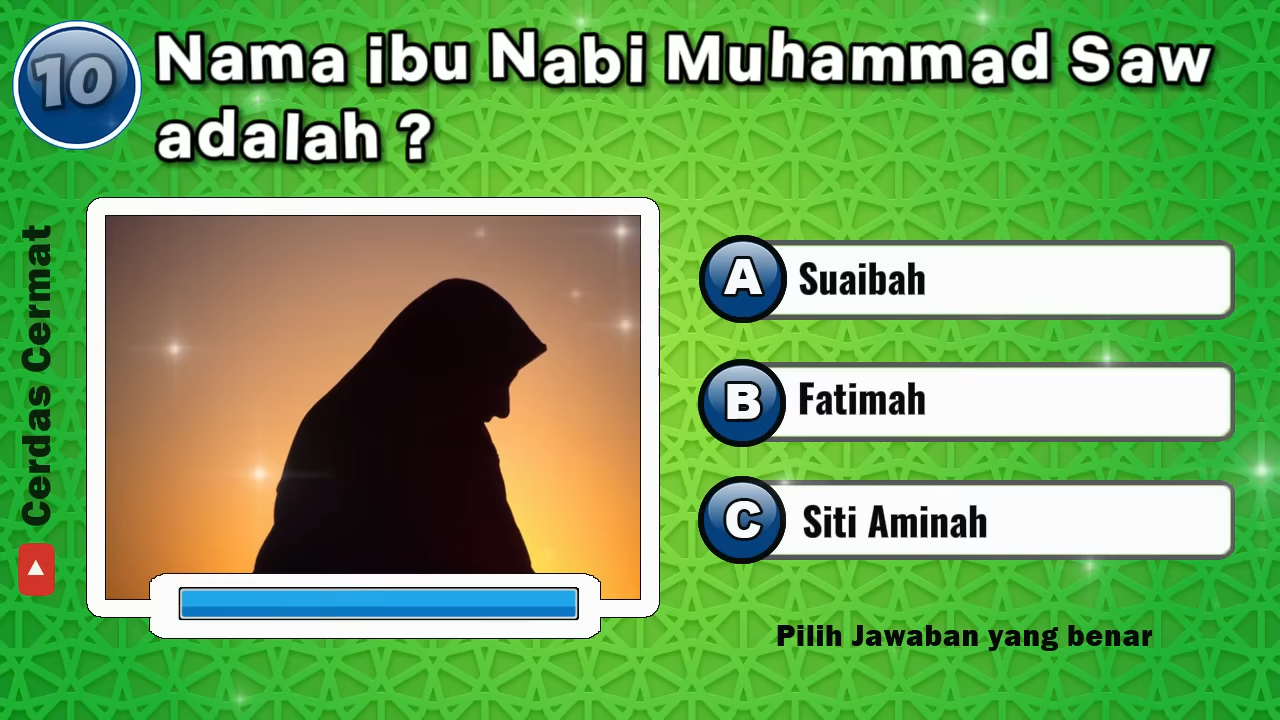 10
Nama ibu Nabi Muhammad Saw
adalah ?
Cerdas Cermat
A Suaibah
B Fatimah
C Siti Aminah
Pilih Jawaban yang benar